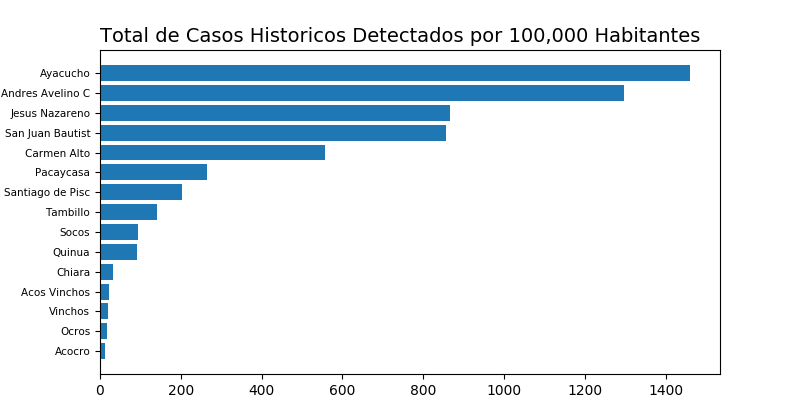 Total de Casos Historicos Detectados por 100,000 Habitantes
Ayacucho
Andres Avelino C
Jesus Nazareno
San Juan Bautist
Carmen Alto
Pacaycasa
Santiago de Pisc
Tambillo
Socos
Quinua
Chiara
Acos Vinchos
Vinchos
Ocros
Acocro
0 200 400 600 800 1000 1200 1400